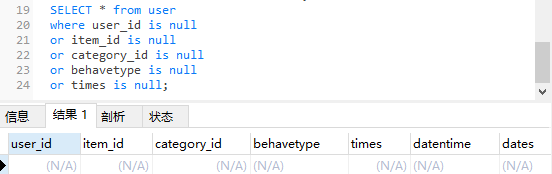 19 SELECT * from user
20 where user_id is null
21 or item_id is null
22 or category_id is null
23 or behavetype is null
24 or times is null;
信息 结果 1 剖析 状态
user_id item_id category_id behavetype times datentime dates
(N/A) (N/A) (N/A) (N/A) (N/A) (N/A) (N/A)